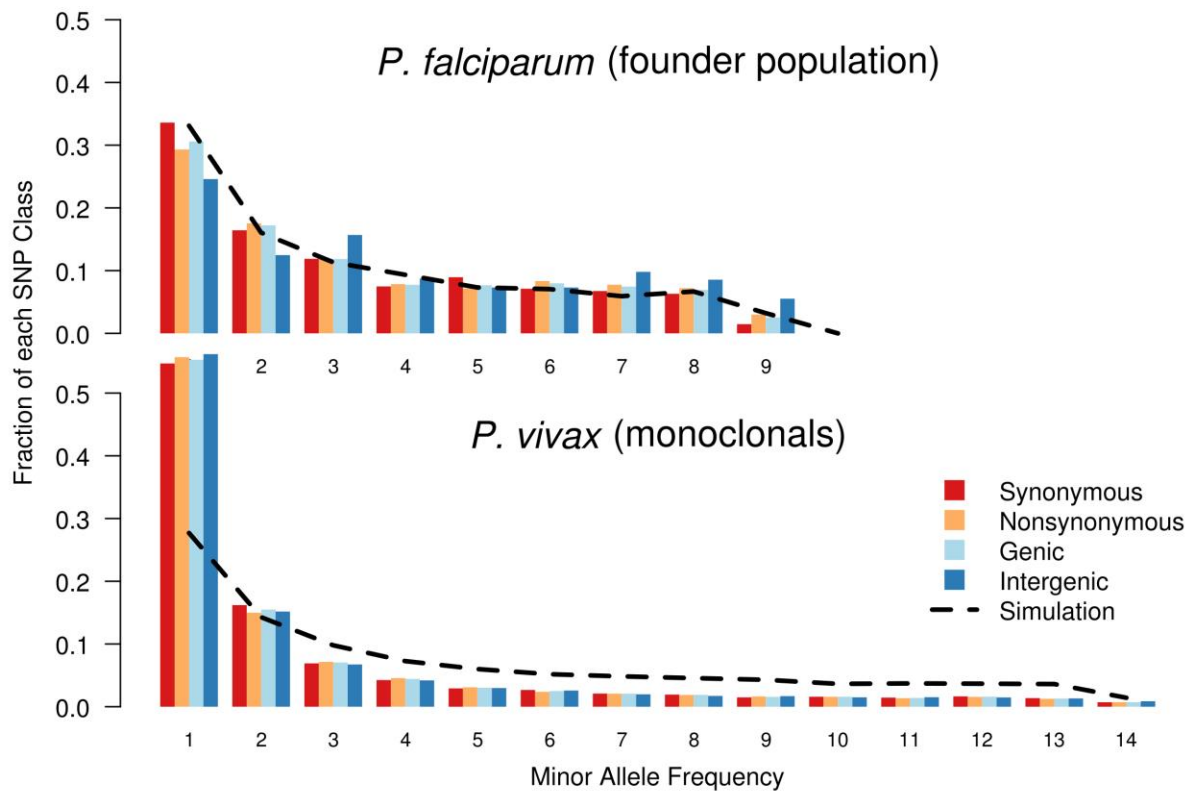 0.5
P. falciparum (founder population)
0.4
0.3
0.2
0.1
0.0
2 3 4 5 6 7 8 9
Fraction of each SNP Class
0.5
P. vivax (monoclonals)
0.4
0.3
0.2
0.1
0.0
Synonymous
Nonsynonymous
Genic
Intergenic
Simulation
1 2 3 4 5 6 7 8 9 10 11 12 13 14
Minor Allele Frequency